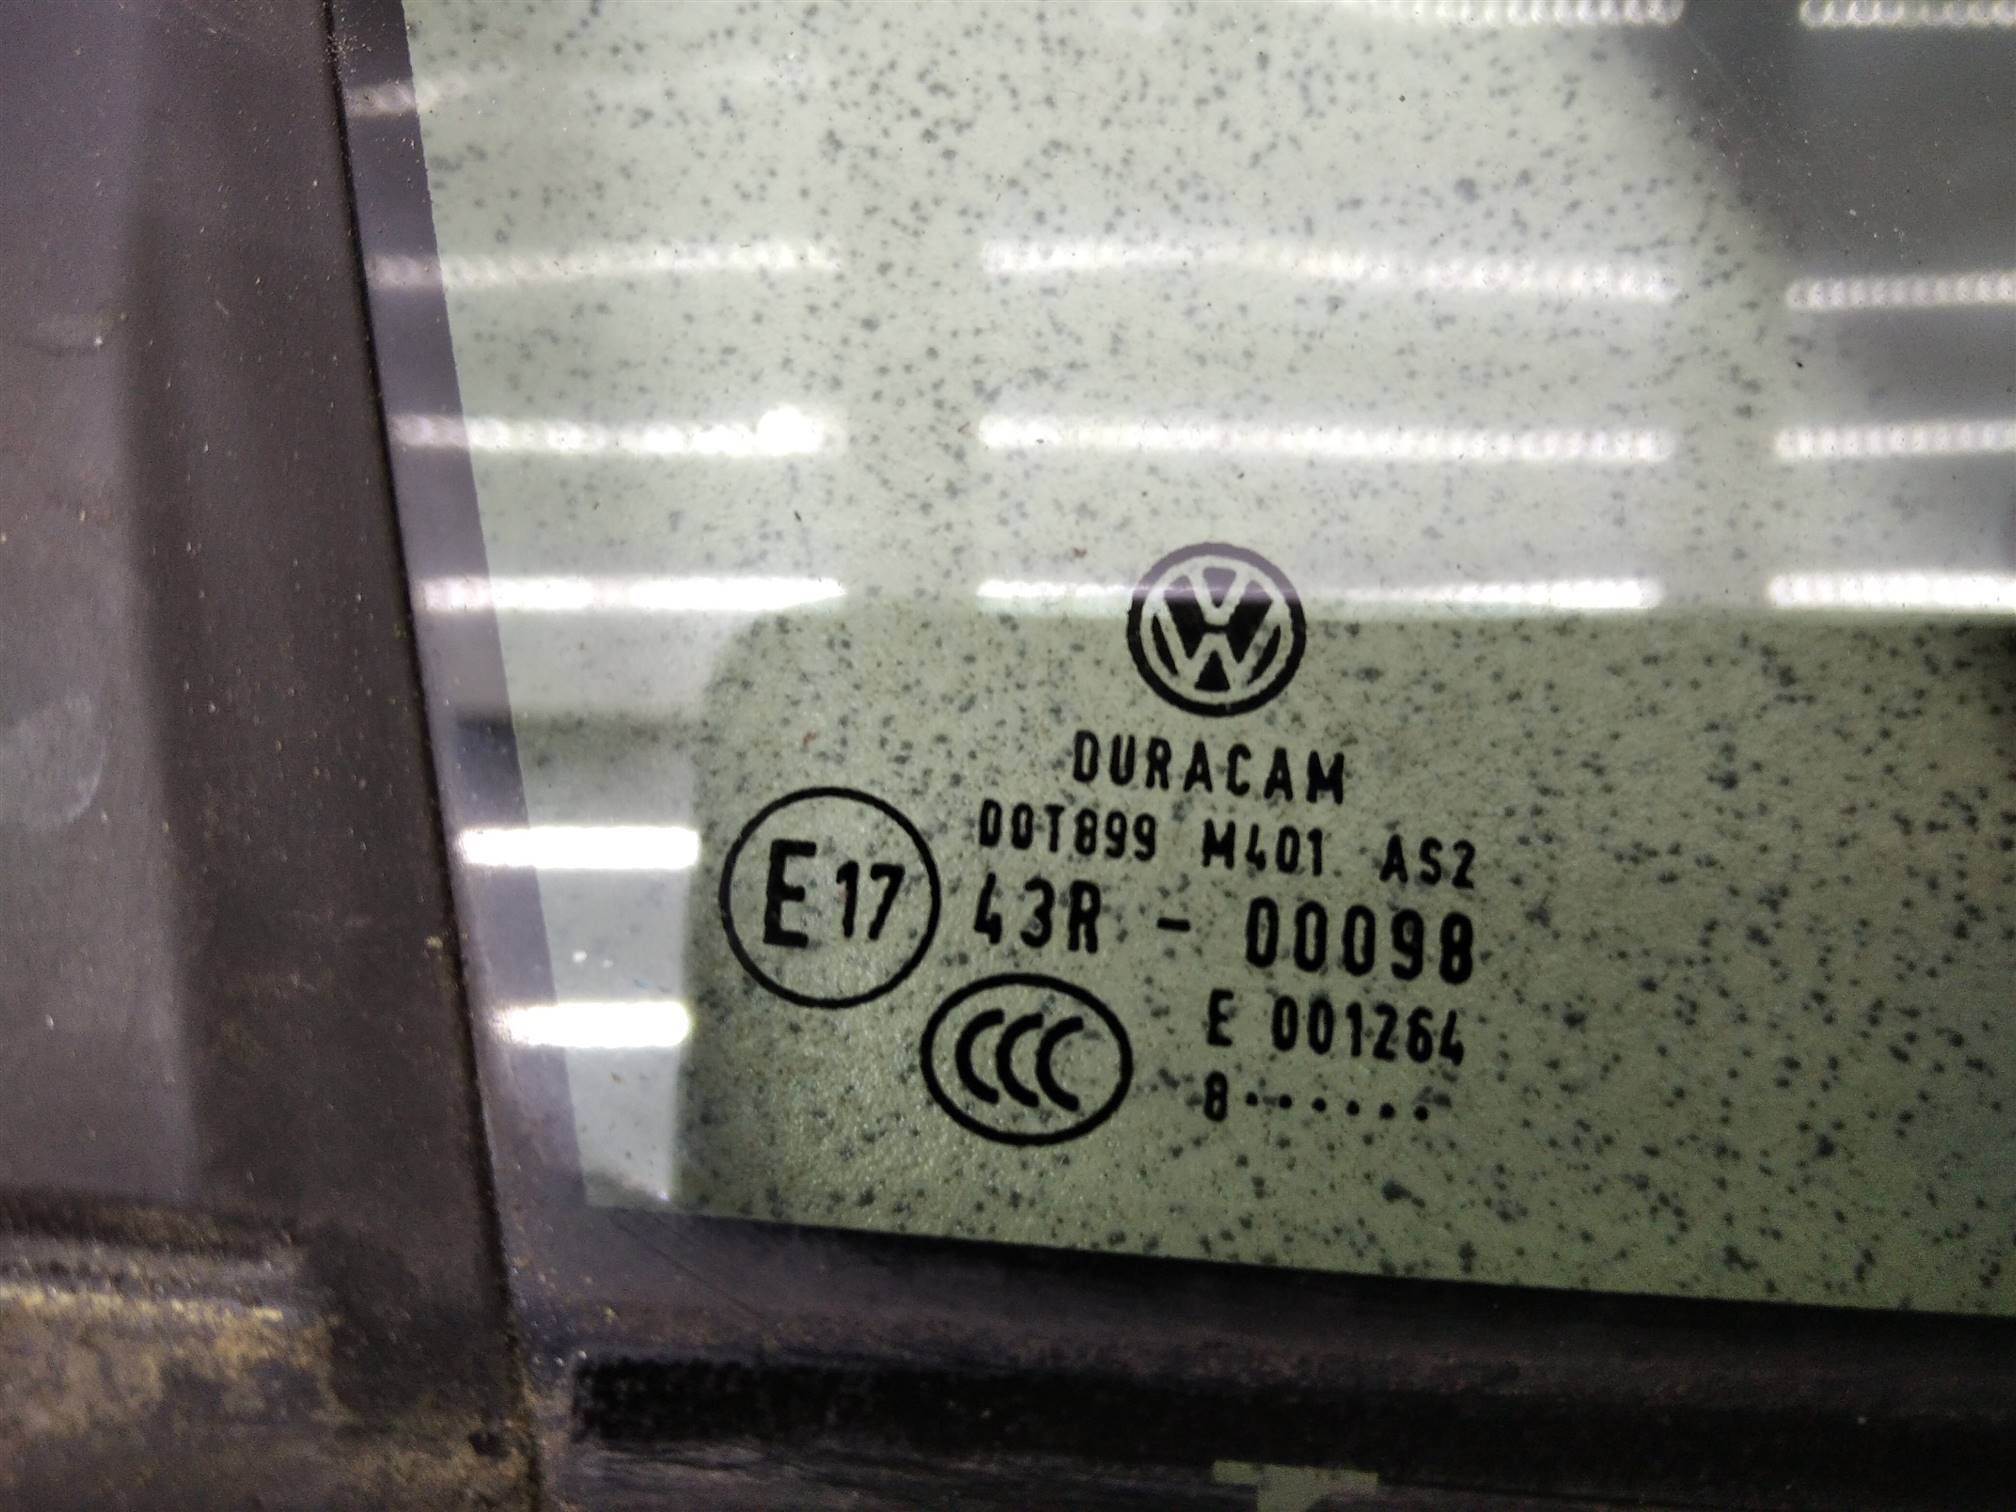 DURACAM
DOT899 M401 AS2
E17 43R - 00098
CCC E 001264
8······